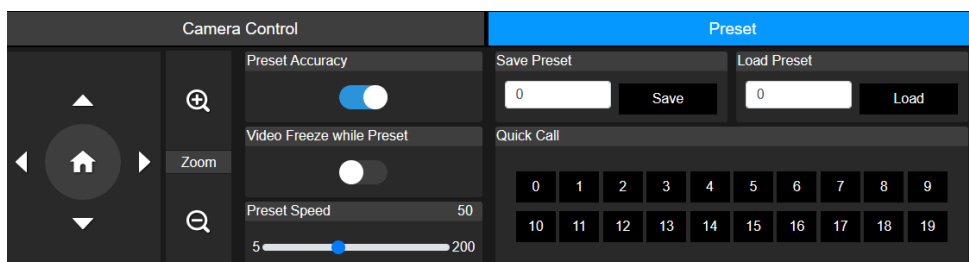 Camera Control
Preset
Preset Accuracy
Save Preset
Load Preset
0
Save
0
Load
Video Freeze while Preset
Quick Call
Zoom
0 1 2 3 4 5 6 7 8 9
Preset Speed 50
10 11 12 13 14 15 16 17 18 19
5 200